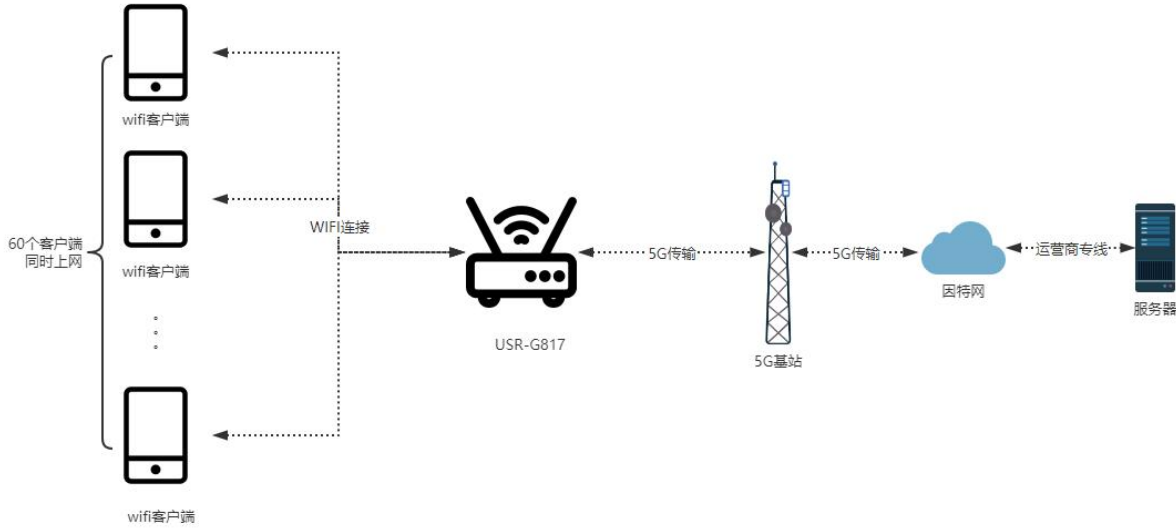 wifi客户端
60个客户端
同时上网
wifi客户端
WIFI连接
wifi客户端
USR-G817
5G传输
5G基站
5G传输
因特网
运营商专线
服务器